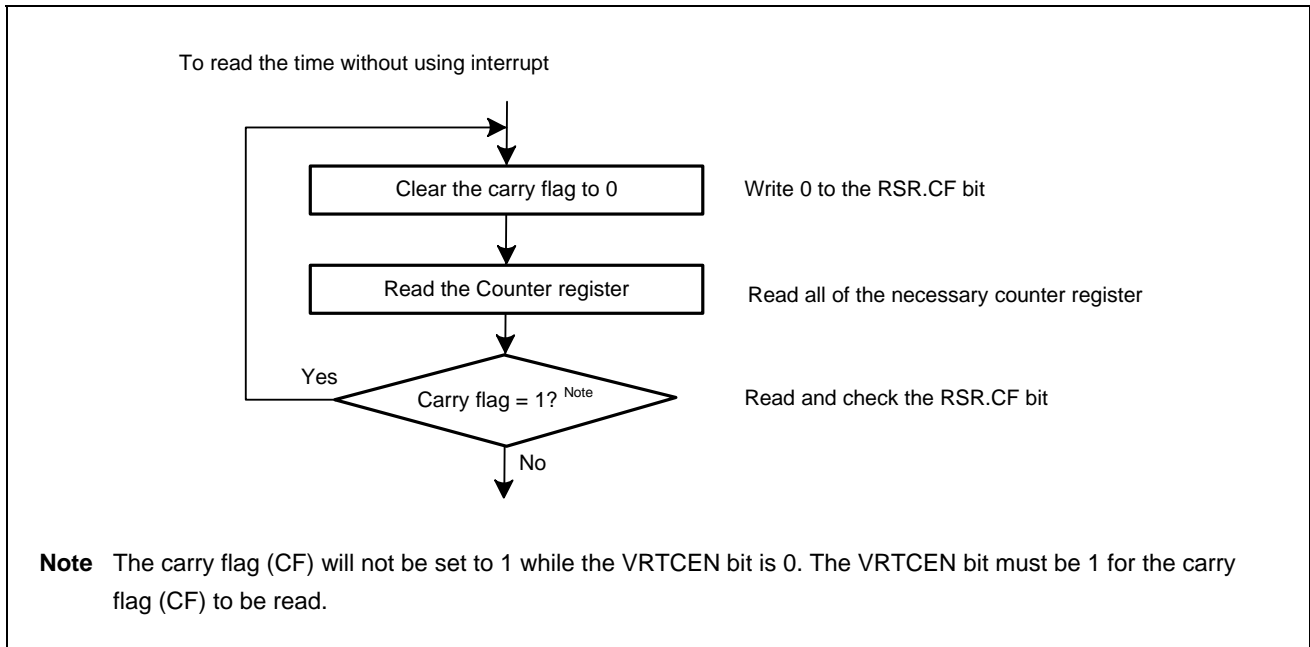 To read the time without using interrupt
Clear the carry flag to 0
Write 0 to the RSR.CF bit
Read the Counter register
Read all of the necessary counter register
Yes
Carry flag = 1? Note
Read and check the RSR.CF bit
No
Note The carry flag (CF) will not be set to 1 while the VRTCEN bit is 0. The VRTCEN bit must be 1 for the carry
flag (CF) to be read.